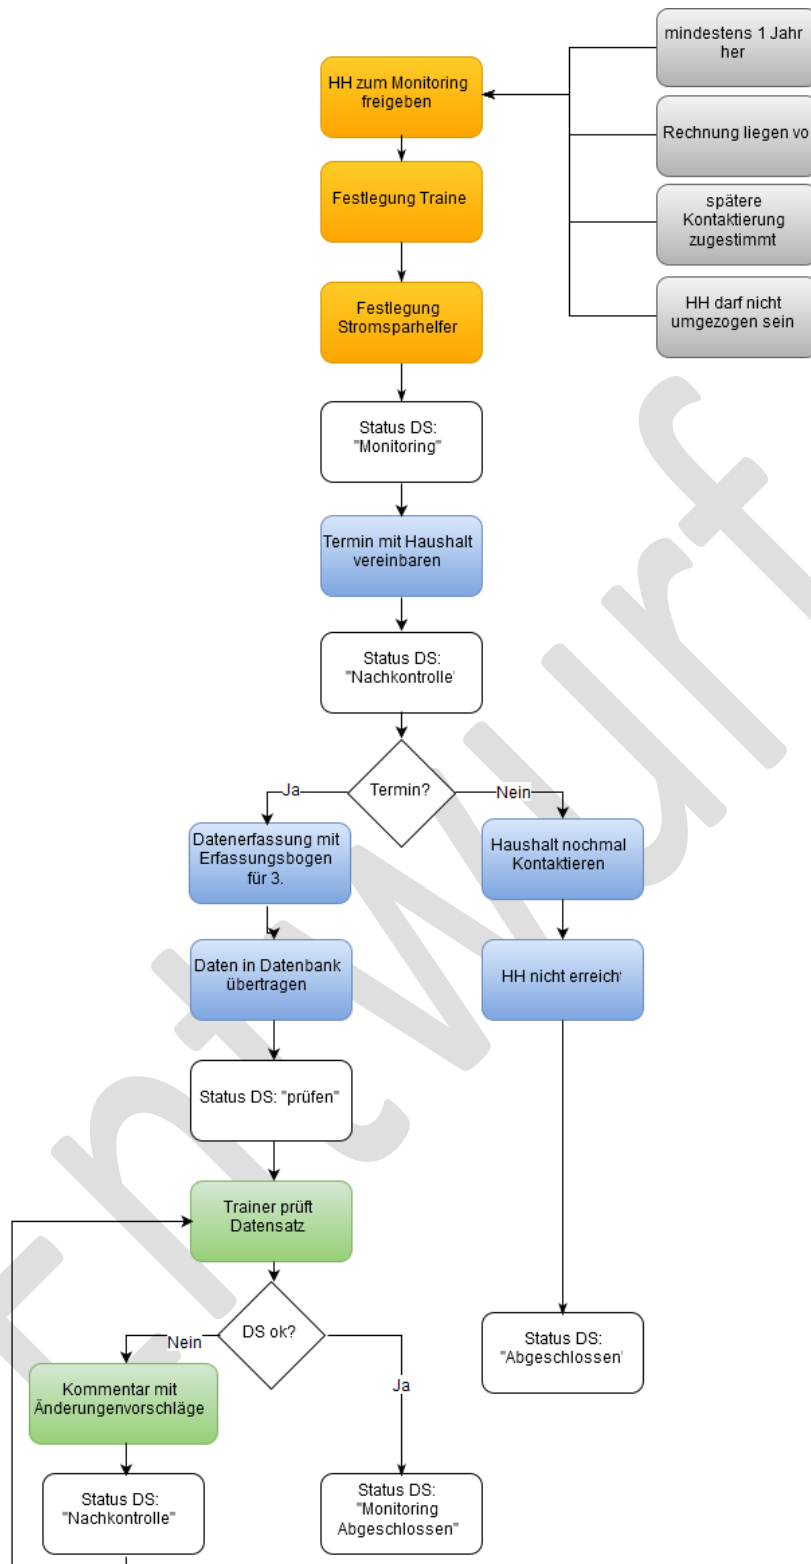 mindestens 1 Jahr
her
HH zum Monitoring
freigeben
Rechnung liegen vo
Festlegung Traine
spätere
Kontaktierung
zugestimmt
Festlegung
Stromsparhelfer
HH darf nicht
umgezogen sein
Status DS:
"Monitoring"
Termin mit Haushalt
vereinbaren
Status DS:
"Nachkontrolle'
Termin?
Ja
Nein
Datenerfassung mit
Erfassungsbogen
für 3.
Haushalt nochmal
Kontaktieren
Daten in Datenbank
übertragen
HH nicht erreicht
Status DS: "prüfen"
Trainer prüft
Datensatz
DS ok?
Nein
Ja
Status DS:
"Abgeschlossen'
Kommentar mit
Änderungenvorschläge
Status DS:
"Nachkontrolle"
Status DS:
"Monitoring
Abgeschlossen"
Entwurf